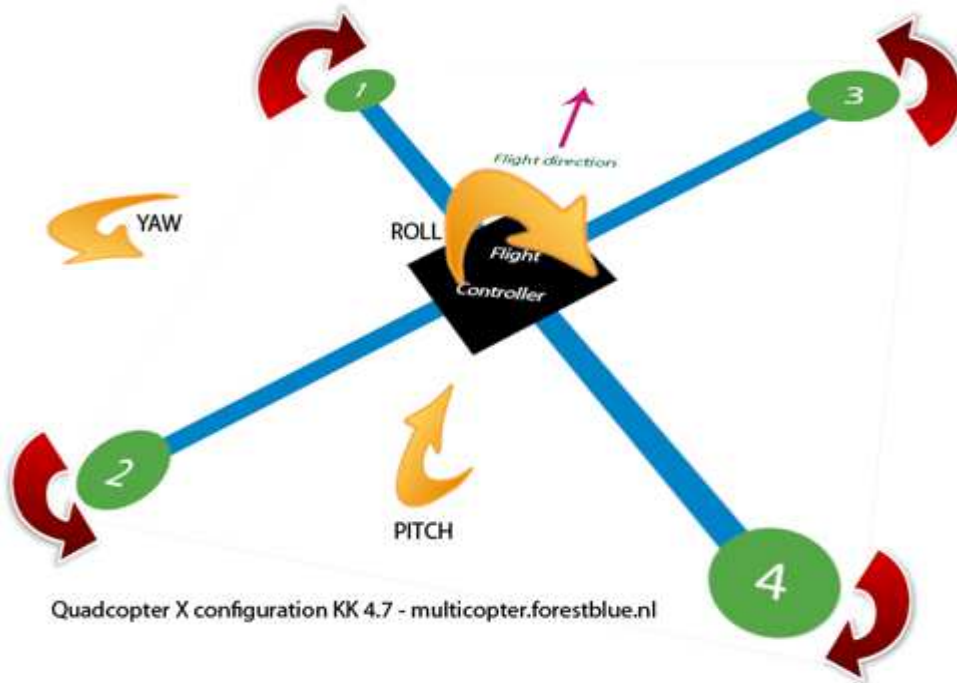 1
3
Flight direction
YAW
ROLL
Flight
Controller
2
PITCH
4
Quadcopter X configuration KK 4.7 - multicopter.forestblue.nl